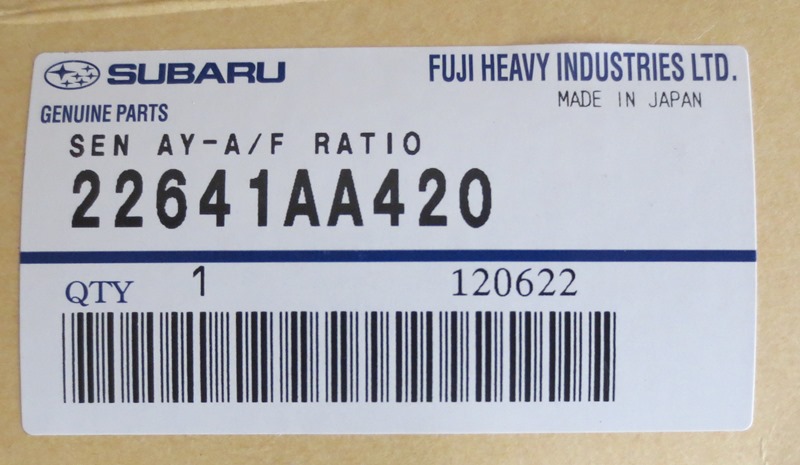 SUBARU
FUJI HEAVY INDUSTRIES LTD.
MADE IN JAPAN
GENUINE PARTS
SEN AY-A/F RATIO
22641AA420
QTY 1 120622